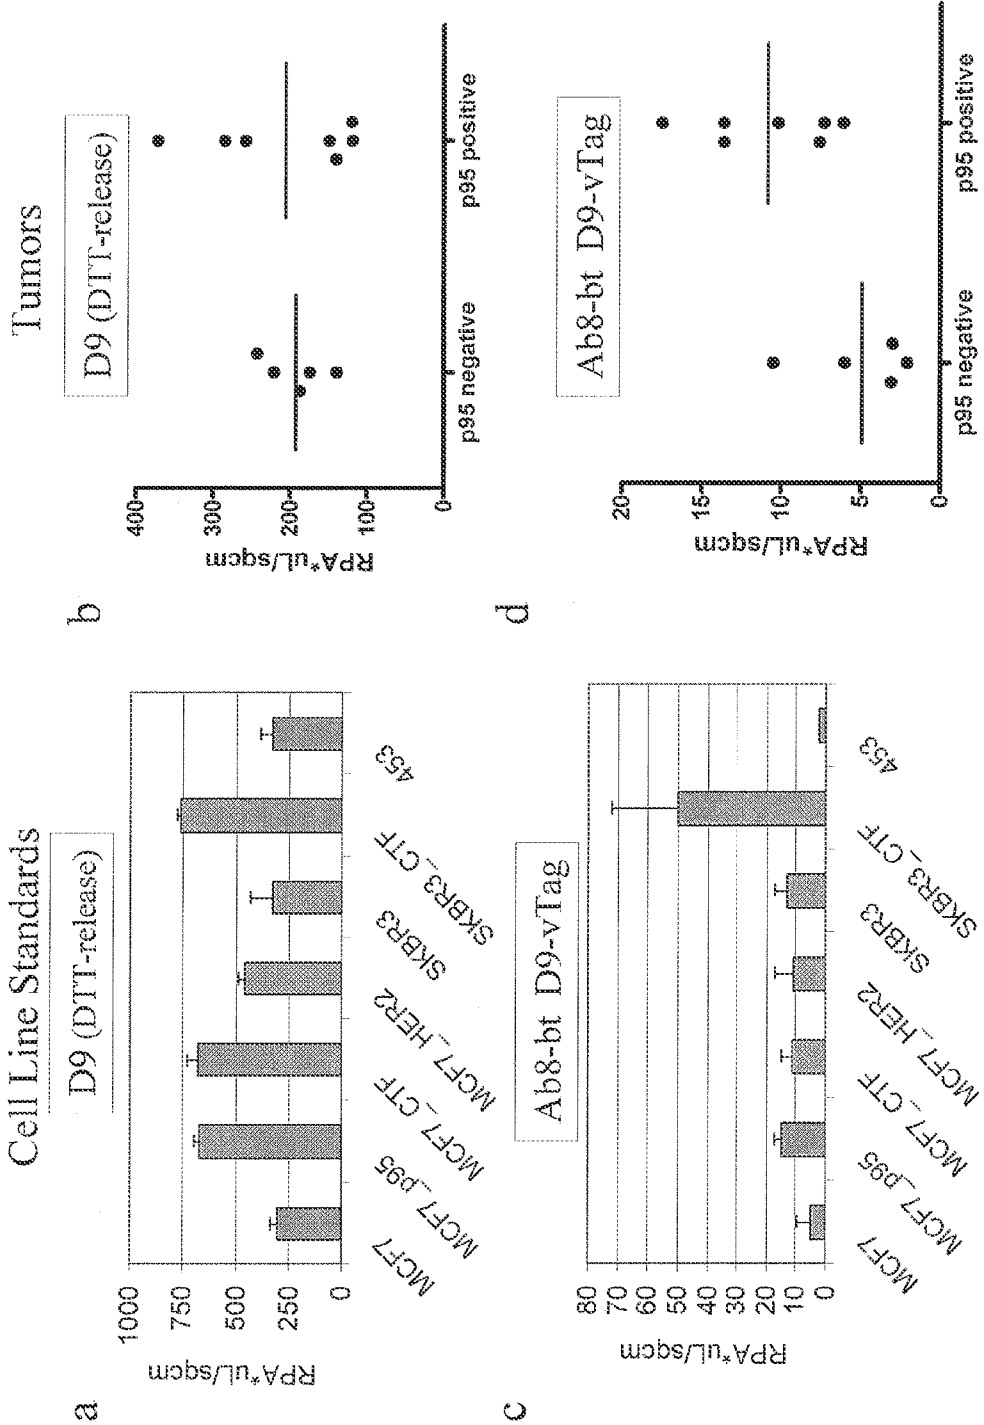 Cell Line Standards
Tumors
a
D9 (DTT-release)
RPA*uL/sqcm
1000
750
500
250
0
MCF7
MCF7_p95
MCF7_CTF
MCF7_HER2
SKBR3
SKBR3_CTF
453
b
D9 (DTT-release)
RPA*uL/sqcm
400
300
200
100
0
p95 negative
p95 positive
c
Ab8-bt D9-vTag
RPA*uL/sqcm
80
70
60
50
40
30
20
10
0
MCF7
MCF7_p95
MCF7_CTF
MCF7_HER2
SKBR3
SKBR3_CTF
453
d
Ab8-bt D9-vTag
RPA*uL/sqcm
20
15
10
5
0
p95 negative
p95 positive